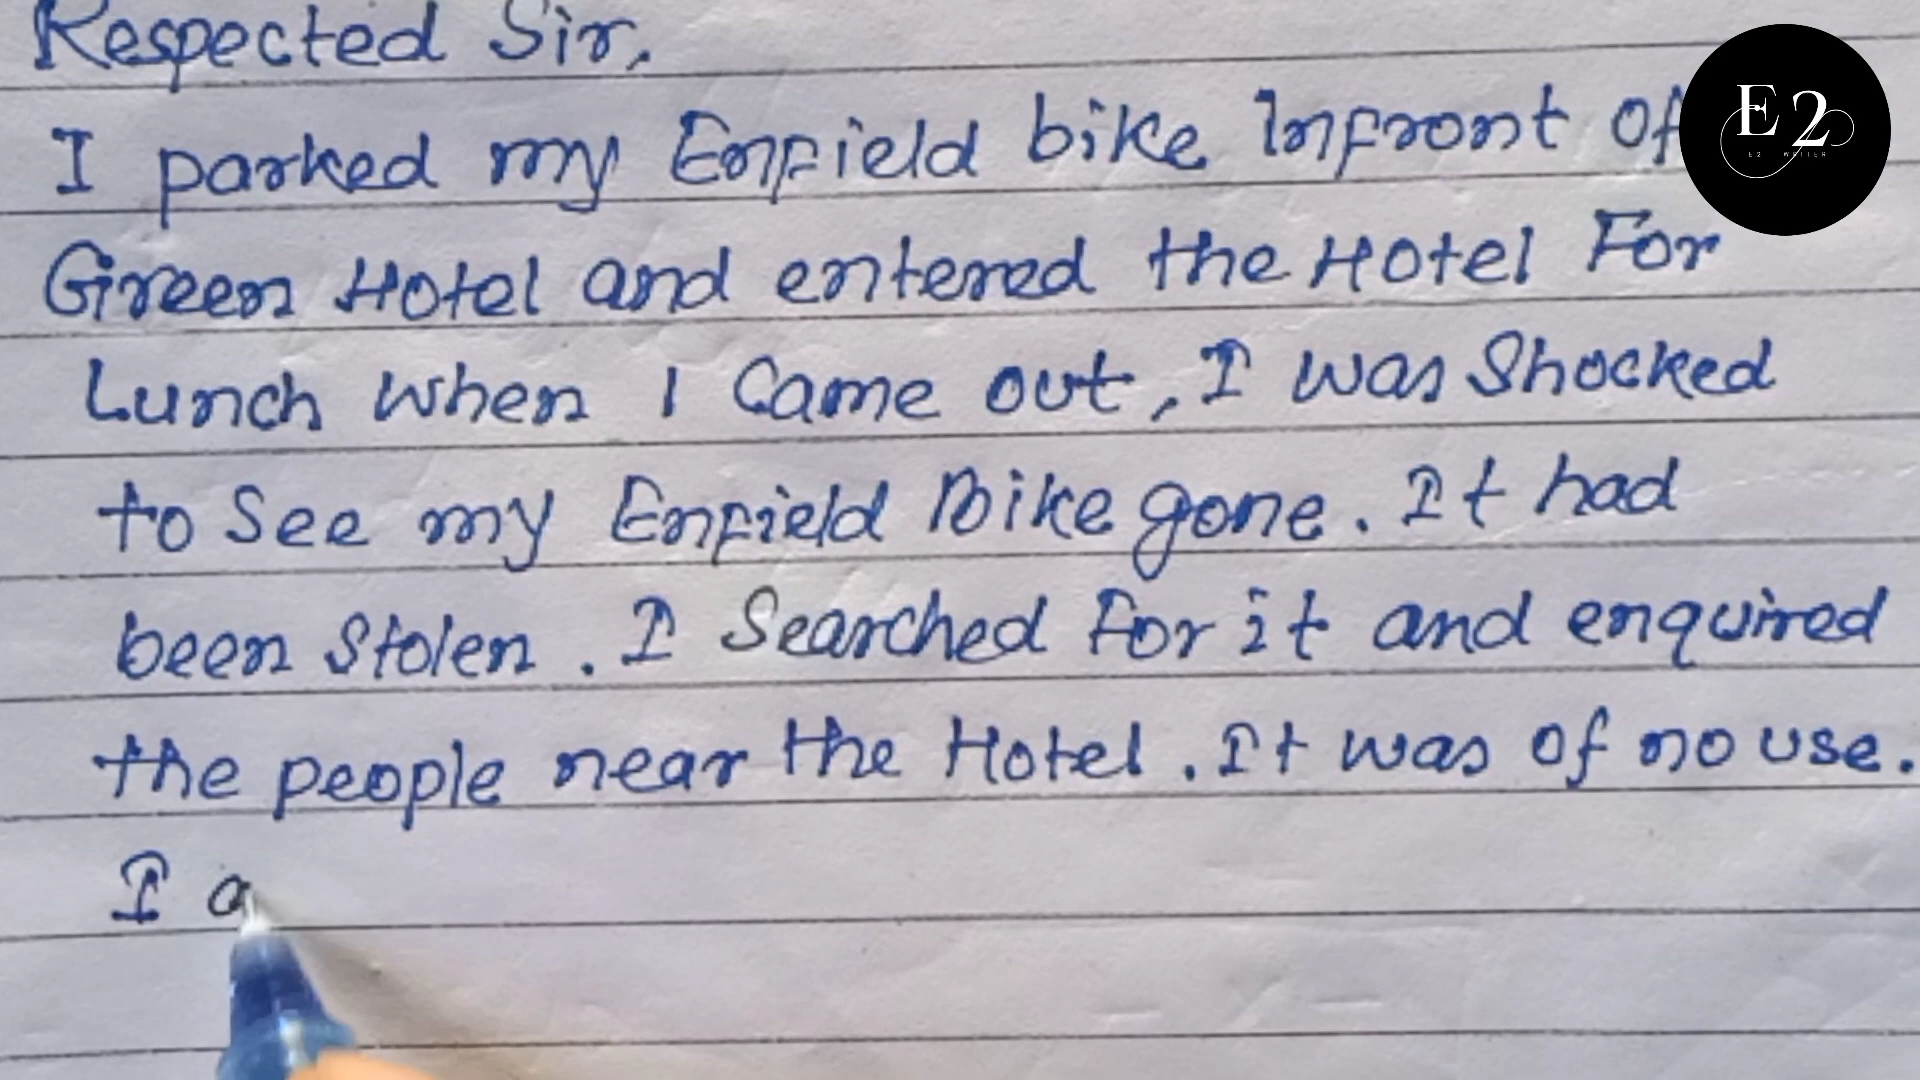 Respected Sir,
I parked my Enfield bike Infront of
Green Hotel and entered the Hotel For
Lunch when I Came out, I was Shocked
to See my Enfield Bike gone. It had
been Stolen. I Searched For it and enquired
the people near the Hotel. It was of no use.
I a
E2
E2 WRITER